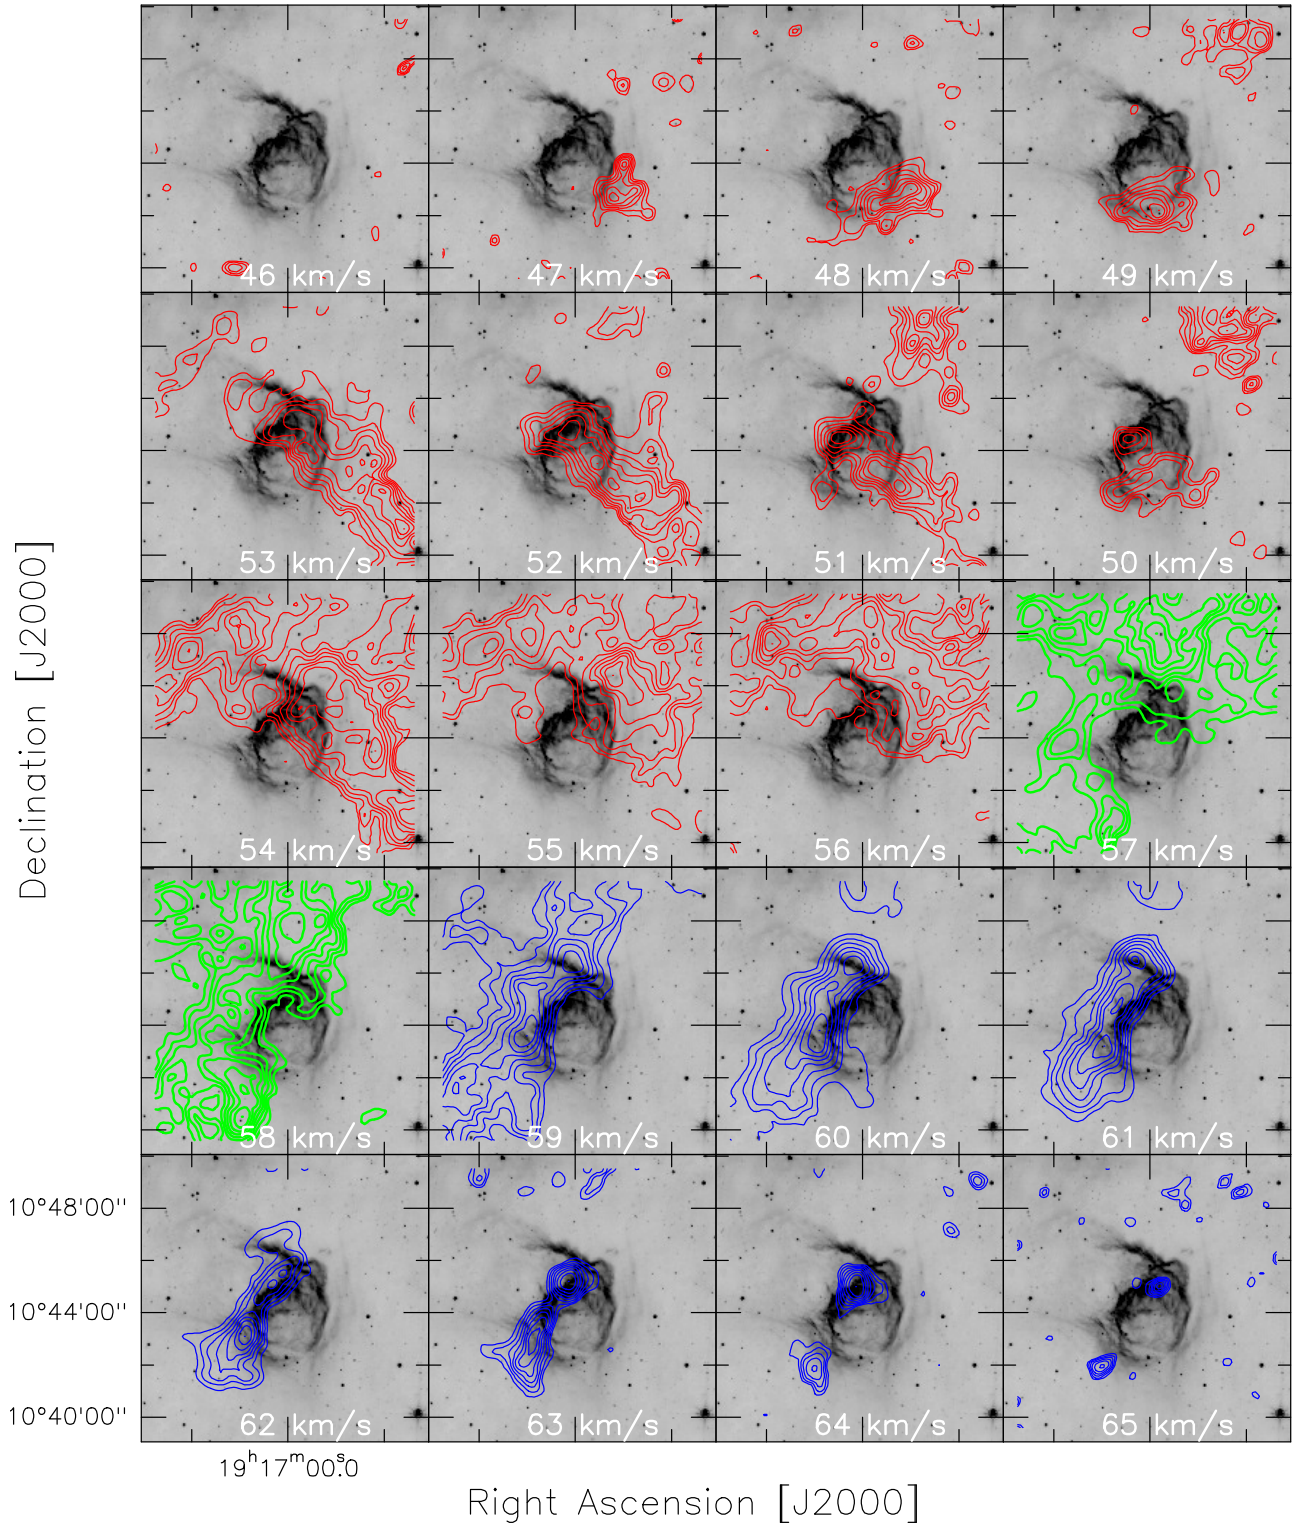 46 km/s
47 km/s
48 km/s
49 km/s
53 km/s
52 km/s
51 km/s
50 km/s
54 km/s
55 km/s
56 km/s
57 km/s
58 km/s
59 km/s
60 km/s
61 km/s
62 km/s
63 km/s
64 km/s
65 km/s
Declination [J2000]
10°48'00"
10°44'00"
10°40'00"
19ʰ17ᵐ00ˢ.0
Right Ascension [J2000]